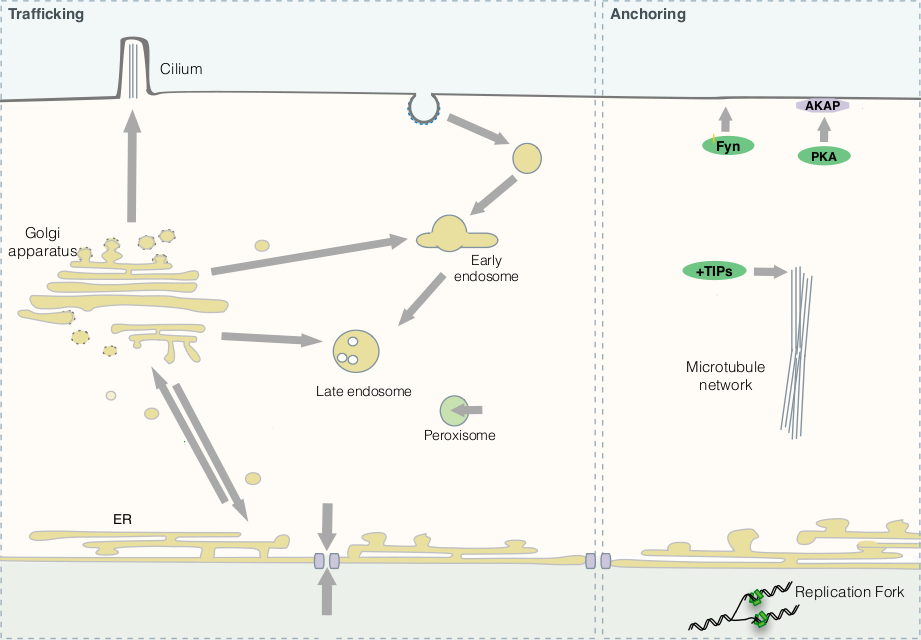 Trafficking
Anchoring
Cilium
AKAP
Fyn
PKA
Golgi
apparatus
Early
endosome
+TIPs
Microtubule
network
Late endosome
Peroxisome
ER
Replication Fork